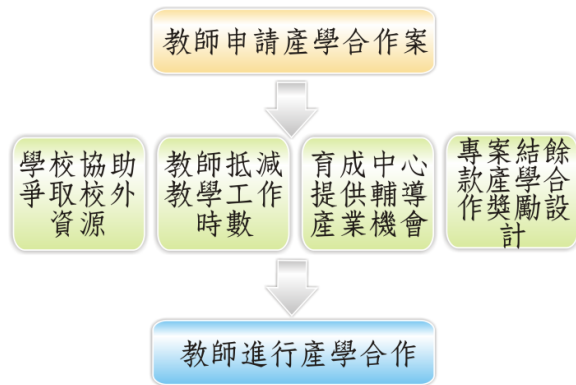 教師申請產學合作案
學校協助
爭取校外
資源
教師抵減
教學工作
時數
育成中心
提供輔導
產業機會
專案結餘
款產學合
作獎勵設
計
教師進行產學合作